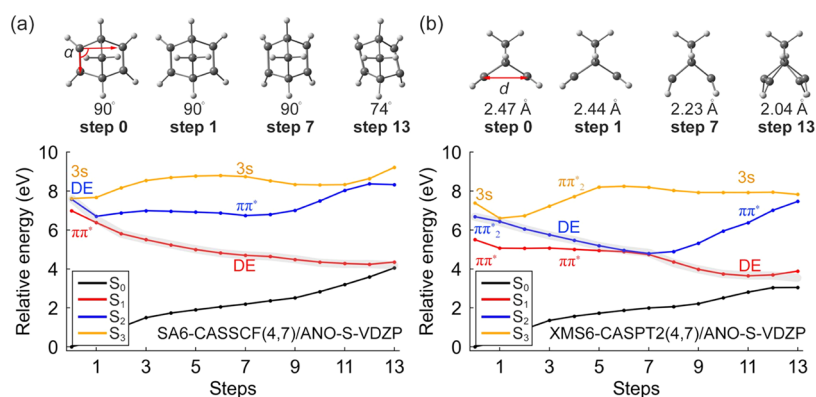 (a)
α
90°
90°
90°
74°
step 0
step 1
step 7
step 13
Relative energy (eV)
10
8
6
4
2
0
3s
DE
ππ*
3s
ππ*
DE
S0
S1
S2
S3
SA6-CASSCF(4,7)/ANO-S-VDZP
1 3 5 7 9 11 13
Steps
(b)
d
2.47 Å
2.44 Å
2.23 Å
2.04 Å
step 0
step 1
step 7
step 13
Relative energy (eV)
10
8
6
4
2
0
3s
ππ*2
ππ*
ππ*2
DE
ππ*
3s
ππ*
DE
S0
S1
S2
S3
XMS6-CASPT2(4,7)/ANO-S-VDZP
1 3 5 7 9 11 13
Steps